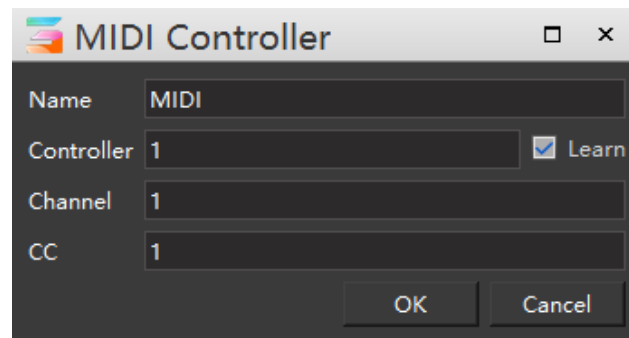 MIDI Controller
Name MIDI
Controller 1 Learn
Channel 1
CC 1
OK Cancel